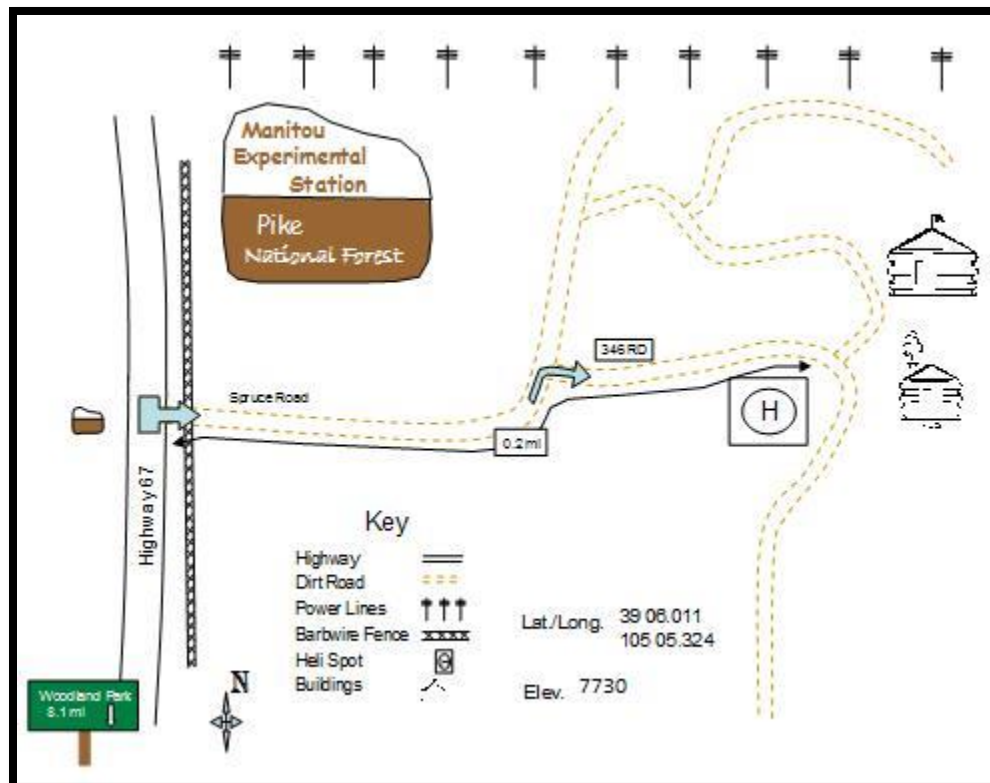 Manitou
Experimental
Station
Pike
National Forest
346 RD
Spruce Road
H
0.2 mi
Highway 67
Key
Highway
Dirt Road
Power Lines
Barbwire Fence
Heli Spot
Buildings
Lat./Long. 39 06.011
105 05.324
Elev. 7730
N
Woodland Park
8.1 mi